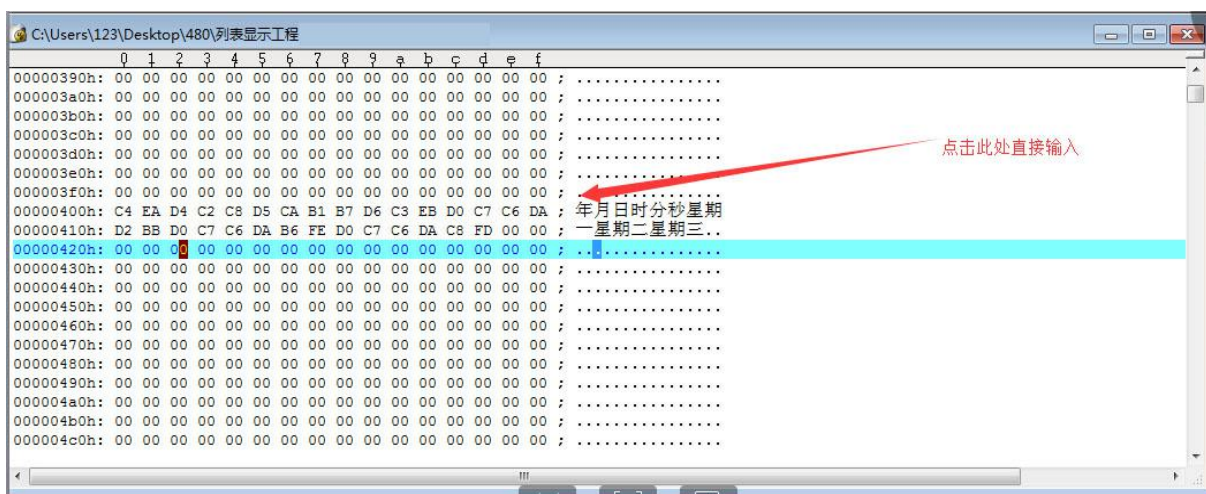 C:\Users\123\Desktop\480\列表显示工程
0 1 2 3 4 5 6 7 8 9 a b c d e f
00000390h: 00 00 00 00 00 00 00 00 00 00 00 00 00 00 00 00 ; ................
000003a0h: 00 00 00 00 00 00 00 00 00 00 00 00 00 00 00 00 ; ................
000003b0h: 00 00 00 00 00 00 00 00 00 00 00 00 00 00 00 00 ; ................
000003c0h: 00 00 00 00 00 00 00 00 00 00 00 00 00 00 00 00 ; ................
000003d0h: 00 00 00 00 00 00 00 00 00 00 00 00 00 00 00 00 ; ................
点击此处直接输入
000003e0h: 00 00 00 00 00 00 00 00 00 00 00 00 00 00 00 00 ; ................
000003f0h: 00 00 00 00 00 00 00 00 00 00 00 00 00 00 00 00 ; ................
00000400h: C4 EA D4 C2 C8 D5 CA B1 B7 D6 C3 EB D0 C7 C6 DA ; 年月日时分秒星期
00000410h: D2 BB D0 C7 C6 DA B6 FE D0 C7 C6 DA C8 FD 00 00 ; 一星期二星期三..
00000420h: 00 00 00 00 00 00 00 00 00 00 00 00 00 00 00 00 ; ................
00000430h: 00 00 00 00 00 00 00 00 00 00 00 00 00 00 00 00 ; ................
00000440h: 00 00 00 00 00 00 00 00 00 00 00 00 00 00 00 00 ; ................
00000450h: 00 00 00 00 00 00 00 00 00 00 00 00 00 00 00 00 ; ................
00000460h: 00 00 00 00 00 00 00 00 00 00 00 00 00 00 00 00 ; ................
00000470h: 00 00 00 00 00 00 00 00 00 00 00 00 00 00 00 00 ; ................
00000480h: 00 00 00 00 00 00 00 00 00 00 00 00 00 00 00 00 ; ................
00000490h: 00 00 00 00 00 00 00 00 00 00 00 00 00 00 00 00 ; ................
000004a0h: 00 00 00 00 00 00 00 00 00 00 00 00 00 00 00 00 ; ................
000004b0h: 00 00 00 00 00 00 00 00 00 00 00 00 00 00 00 00 ; ................
000004c0h: 00 00 00 00 00 00 00 00 00 00 00 00 00 00 00 00 ; ................